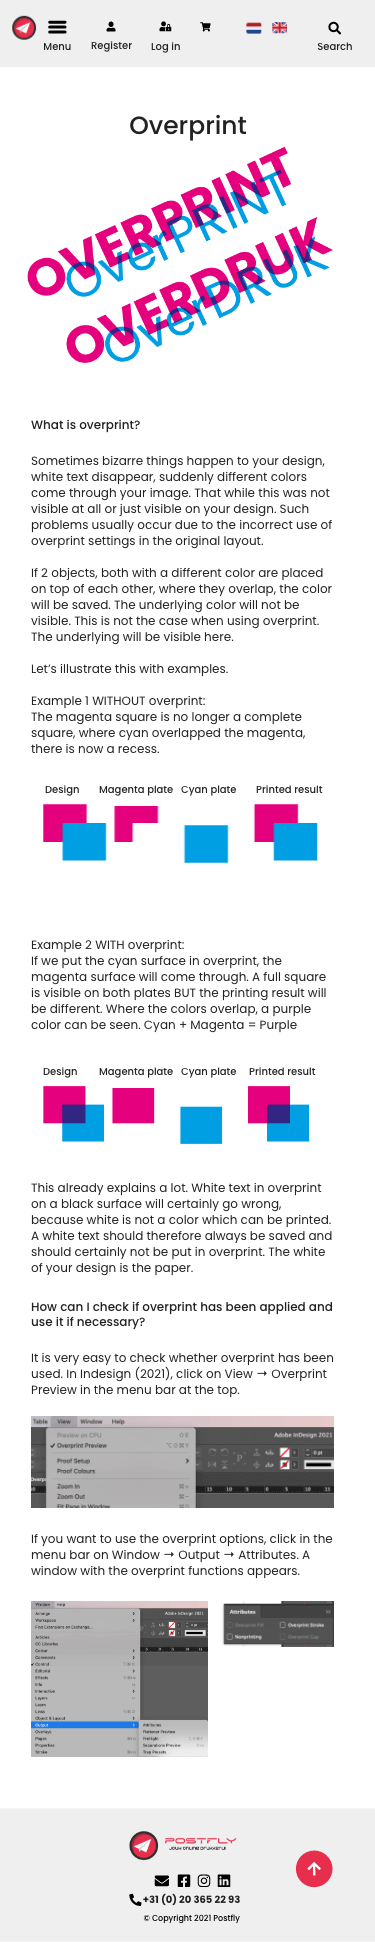 Menu
Register
Log in
Search
Overprint
OVERPRINT
OverPRINT
OVERDRUK
OverDRUK
What is overprint?
Sometimes bizarre things happen to your design,
white text disappear, suddenly different colors
come through your image. That while this was not
visible at all or just visible on your design. Such
problems usually occur due to the incorrect use of
overprint settings in the original layout.
If 2 objects, both with a different color are placed
on top of each other, where they overlap, the color
will be saved. The underlying color will not be
visible. This is not the case when using overprint.
The underlying will be visible here.
Let's illustrate this with examples.
Example 1 WITHOUT overprint:
The magenta square is no longer a complete
square, where cyan overlapped the magenta,
there is now a recess.
Design Magenta plate Cyan plate Printed result
Example 2 WITH overprint:
If we put the cyan surface in overprint, the
magenta surface will come through. A full square
is visible on both plates BUT the printing result will
be different. Where the colors overlap, a purple
color can be seen. Cyan + Magenta = Purple
Design Magenta plate Cyan plate Printed result
This already explains a lot. White text in overprint
on a black surface will certainly go wrong,
because white is not a color which can be printed.
A white text should therefore always be saved and
should certainly not be put in overprint. The white
of your design is the paper.
How can I check if overprint has been applied and
use it if necessary?
It is very easy to check whether overprint has been
used. In Indesign (2021), click on View → Overprint
Preview in the menu bar at the top.
Table View Window Help
Preview on CPU
Adobe InDesign 2021
✓ Overprint Preview
Proof Setup
Proof Colours
Zoom In
Zoom Out
Fit Page in Window
If you want to use the overprint options, click in the
menu bar on Window → Output → Attributes. A
window with the overprint functions appears.
Window Help
Arrange
Workspace
Find Extensions on Exchange...
Articles
CC Libraries
Colour
Comments
✓ Control
Editorial
Effects
Info
Interactive
Layers
Layout
Links
Object & Layout
Output
Overlays
Pages
Properties
Stroke
Adobe InDesign 2021
Attributes
Flattener Preview
Preflight
Separations Preview
Trap Presets
Attributes
Overprint Fill Overprint Stroke
Nonprinting Overprint Gap
POSTFLY
JOUW ONLINE DRUKKERIJ!
+31 (0) 20 365 22 93
© Copyright 2021 Postfly